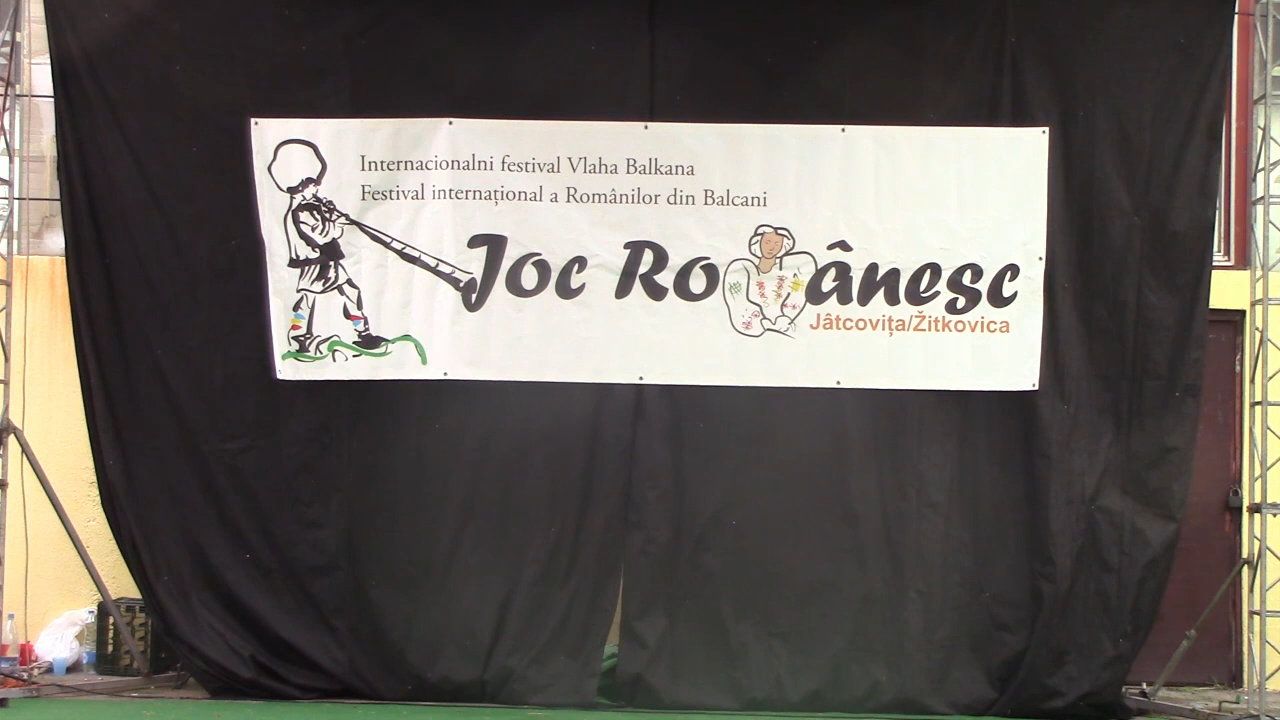 Internacionalni festival Vlaha Balkana
Festival internațional a Românilor din Balcani
Joc Românesc
Jâtcovița/Žitkovica